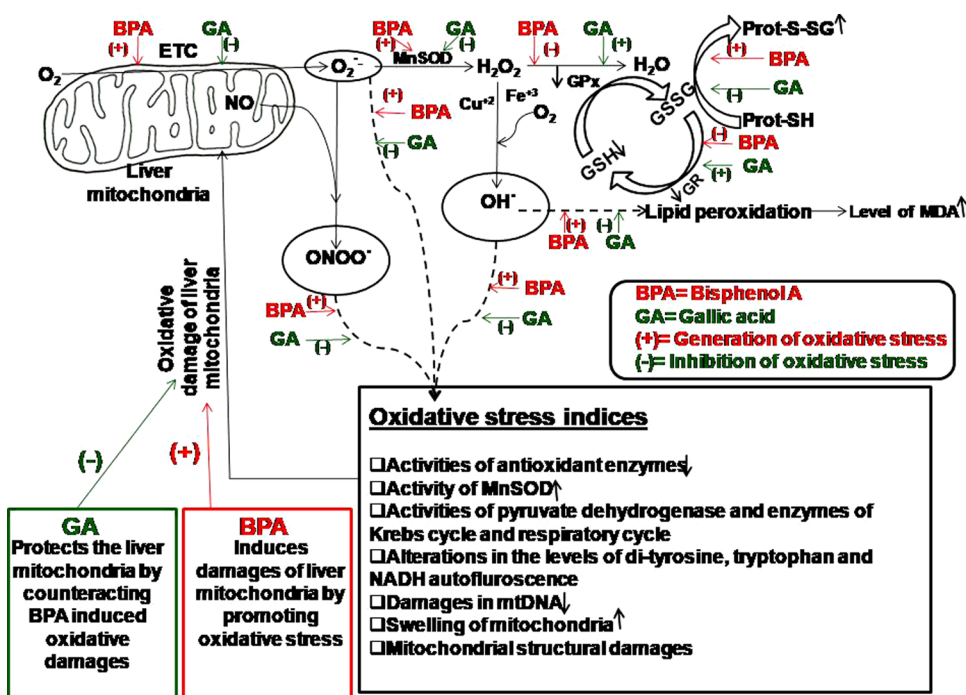 BPA
(+)
ETC
GA
(-)
O2
NO
Liver
mitochondria
O2·-
BPA
(+)
GA
(-)
MnSOD
H2O2
BPA
(-)
GA
(+)
↓GPx
H2O
Prot-S-SG↑
(+)
BPA
GA
(-)
Prot-SH
GSSG
GSH↓
(-)
BPA
GA
(+)
↓GR
(+)
BPA
GA
(-)
Cu+2
Fe+3
O2
OH·
(+)
BPA
(-)
GA
Lipid peroxidation
Level of MDA↑
ONOO-
BPA
(+)
GA
(-)
(+)
BPA
GA
(-)
BPA= Bisphenol A
GA= Gallic acid
(+)= Generation of oxidative stress
(-)= Inhibition of oxidative stress
Oxidative
damage of liver
mitochondria
(-)
(+)
GA
Protects the liver
mitochondria by
counteracting
BPA induced
oxidative
damages
BPA
Induces
damages of liver
mitochondria by
promoting
oxidative stress
Oxidative stress indices
❑Activities of antioxidant enzymes↓
❑Activity of MnSOD↑
❑Activities of pyruvate dehydrogenase and enzymes of
Krebs cycle and respiratory cycle
❑Alterations in the levels of di-tyrosine, tryptophan and
NADH autofluroscence
❑Damages in mtDNA↓
❑Swelling of mitochondria↑
❑Mitochondrial structural damages